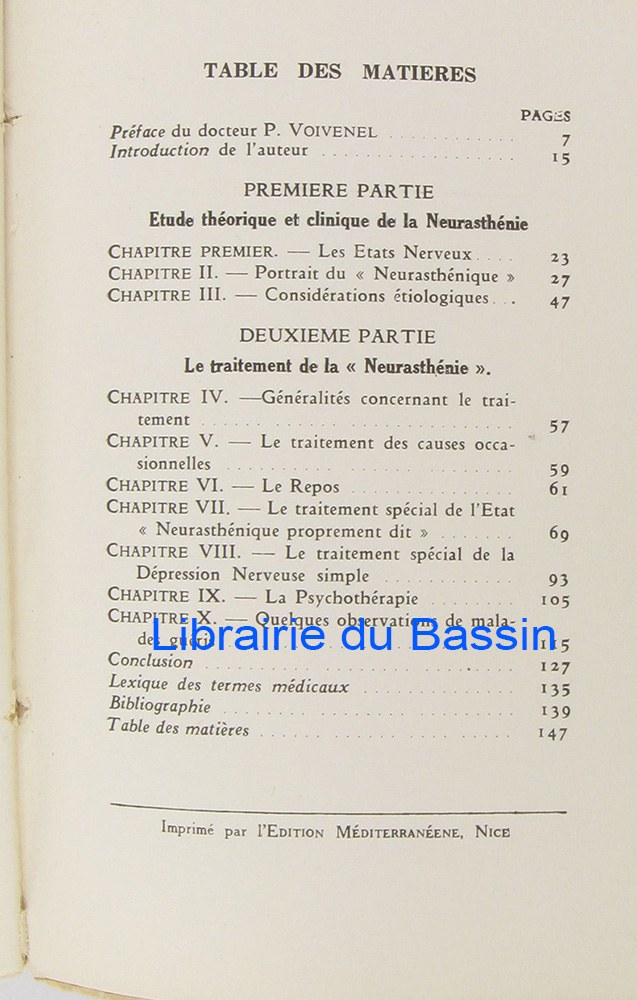 TABLE DES MATIERES
PAGES
Préface du docteur P. VOIVENEL . . . . . . . . . . . . 7
Introduction de l'auteur . . . . . . . . . . . . . . . . . . 15
PREMIERE PARTIE
Etude théorique et clinique de la Neurasthénie
CHAPITRE PREMIER. — Les Etats Nerveux . . . . 23
CHAPITRE II. — Portrait du « Neurasthénique » 27
CHAPITRE III. — Considérations étiologiques . . . 47
DEUXIEME PARTIE
Le traitement de la « Neurasthénie ».
CHAPITRE IV. —Généralités concernant le trai-
tement . . . . . . . . . . . . . . . . . . . . . . . . . . 57
CHAPITRE V. — Le traitement des causes occa-
sionnelles . . . . . . . . . . . . . . . . . . . . . . . . 59
CHAPITRE VI. — Le Repos . . . . . . . . . . . . . . . 61
CHAPITRE VII. — Le traitement spécial de l'Etat
« Neurasthénique proprement dit » . . . . . . . 69
CHAPITRE VIII. — Le traitement spécial de la
Dépression Nerveuse simple . . . . . . . . . . . . 93
CHAPITRE IX. — La Psychothérapie . . . . . . . . 105
CHAPITRE X. — Quelques observations de mala-
des guéris . . . . . . . . . . . . . . . . . . . . . . . . 115
Librairie du Bassin
Conclusion . . . . . . . . . . . . . . . . . . . . . . . . . . 127
Lexique des termes médicaux . . . . . . . . . . . . . . 135
Bibliographie . . . . . . . . . . . . . . . . . . . . . . . . 139
Table des matières . . . . . . . . . . . . . . . . . . . . . 147
Imprimé par l'EDITION MÉDITERRANÉENE, NICE